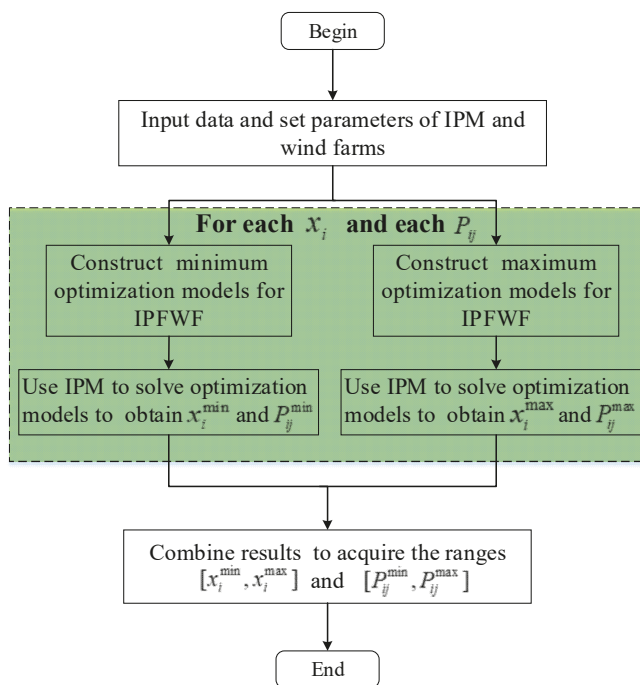 Begin
Input data and set parameters of IPM and
wind farms
For each x_i and each P_ij
Construct minimum
optimization models for
IPFWF
Construct maximum
optimization models for
IPFWF
Use IPM to solve optimization
models to obtain x_i^min and P_ij^min
Use IPM to solve optimization
models to obtain x_i^max and P_ij^max
Combine results to acquire the ranges
[x_i^min, x_i^max] and [P_ij^min, P_ij^max]
End